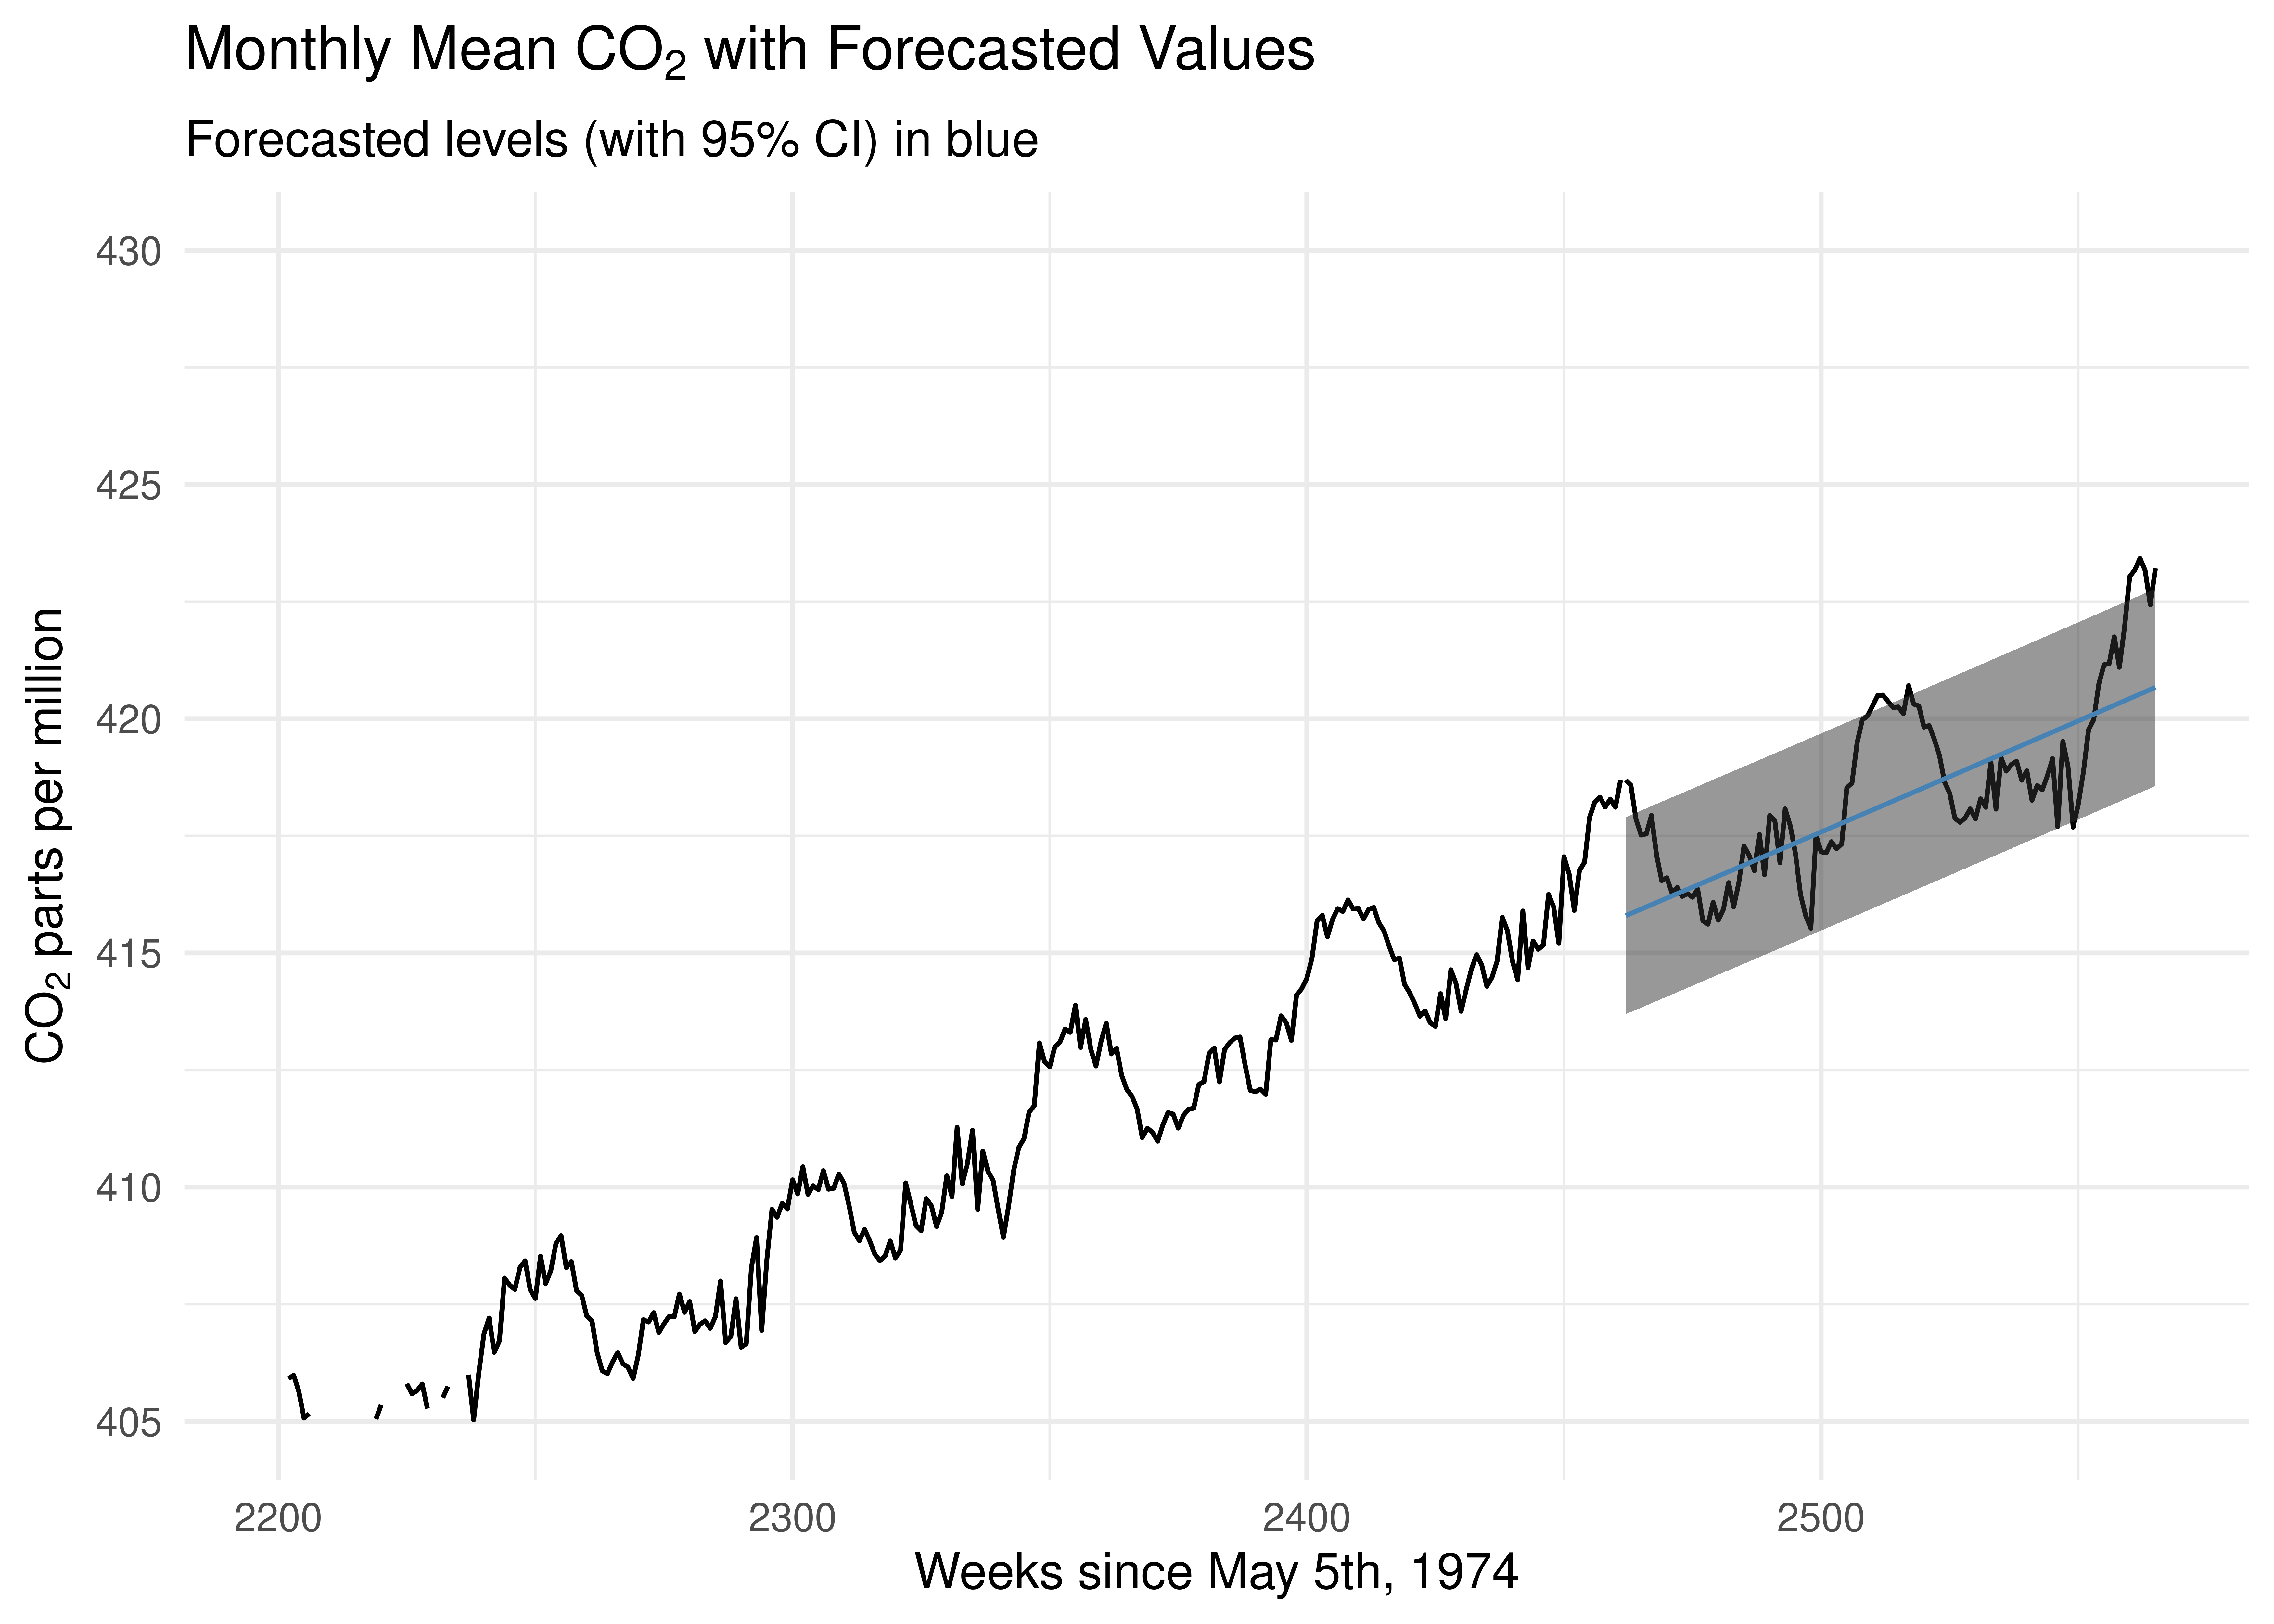 Monthly Mean CO₂ with Forecasted Values
Forecasted levels (with 95% CI) in blue
CO₂ parts per million
430
425
420
415
410
405
2200 2300 2400 2500
Weeks since May 5th, 1974